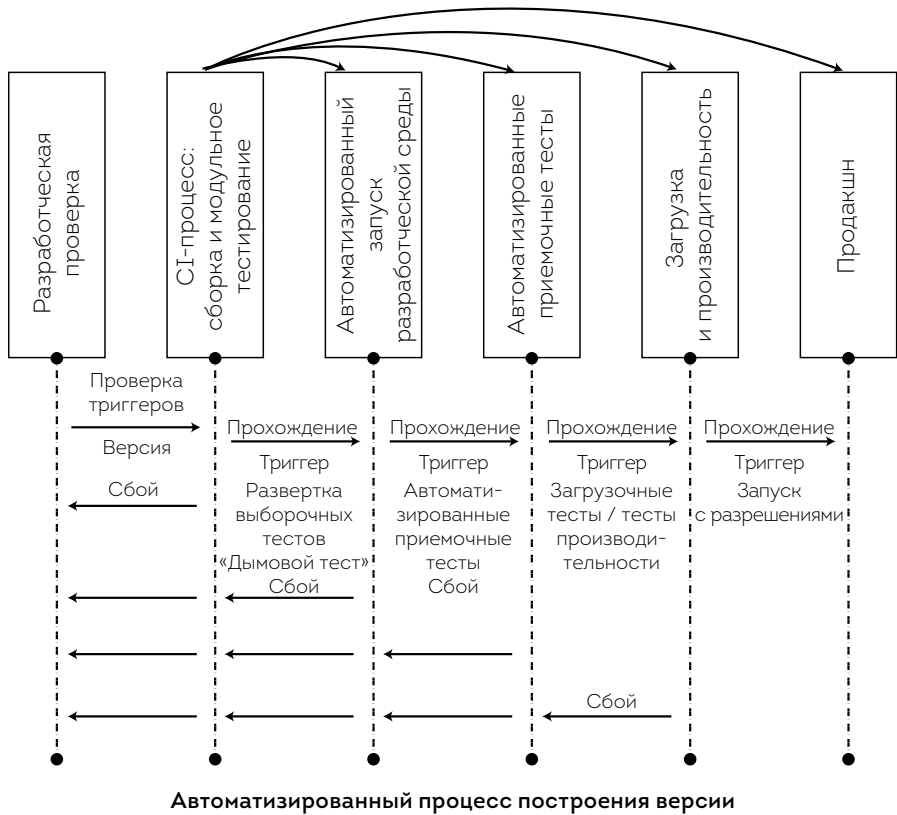 Разработческая
проверка
CI-процесс:
сборка и модульное
тестирование
Автоматизированный
запуск
разработческой среды
Автоматизированные
приемочные тесты
Загрузка
и производительность
Продакшн
Проверка
триггеров
Версия
Сбой
Прохождение
Триггер
Развертка
выборочных
тестов
«Дымовой тест»
Сбой
Прохождение
Триггер
Автомати-
зированные
приемочные
тесты
Сбой
Прохождение
Триггер
Загрузочные
тесты / тесты
производи-
тельности
Прохождение
Триггер
Запуск
с разрешениями
Сбой
Автоматизированный процесс построения версии